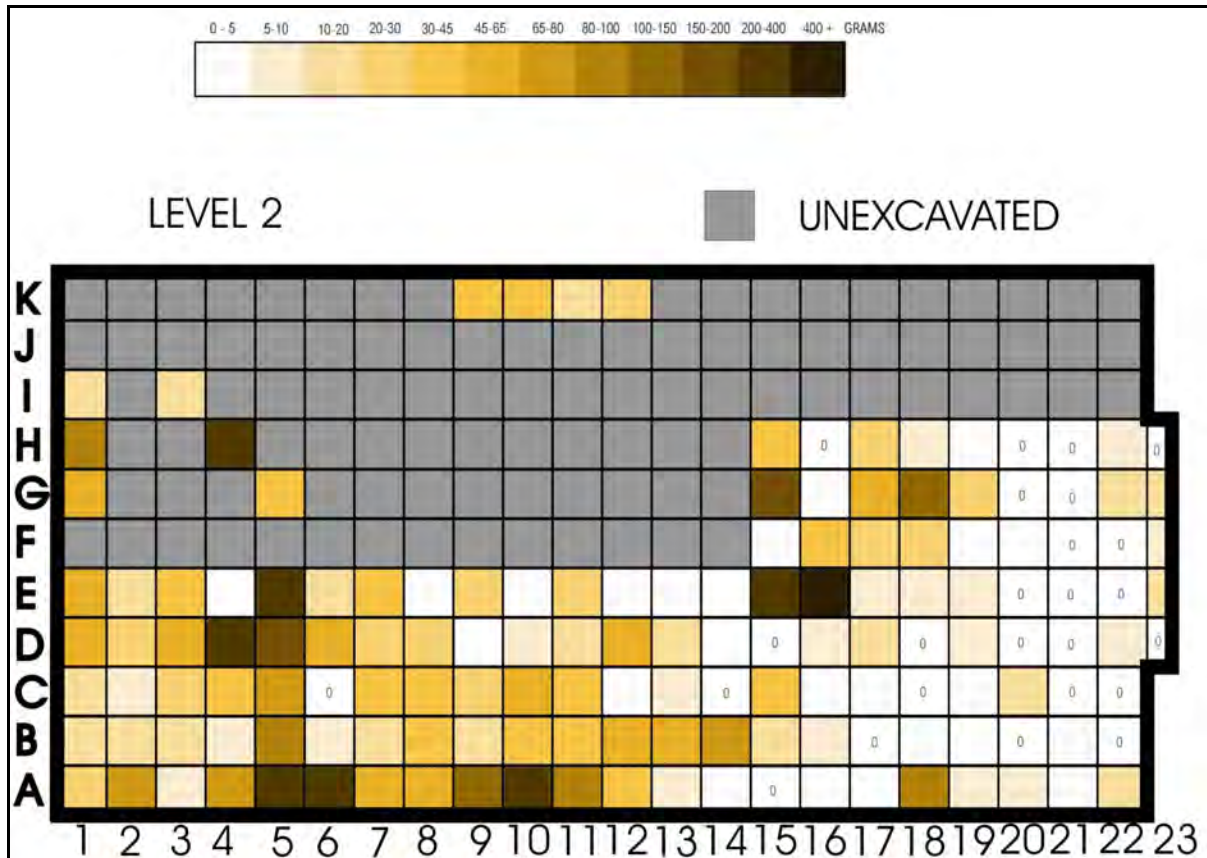 0 - 5 5-10 10-20 20-30 30-45 45-65 65-80 80-100 100-150 150-200 200-400 400 + GRAMS
LEVEL 2 UNEXCAVATED
K
J
I
H 0 0 0 0
G 0 0
F 0 0
E 0 0 0
D 0 0 0 0 0
C 0 0 0 0 0
B 0 0 0
A 0
1 2 3 4 5 6 7 8 9 10 11 12 13 14 15 16 17 18 19 20 21 22 23